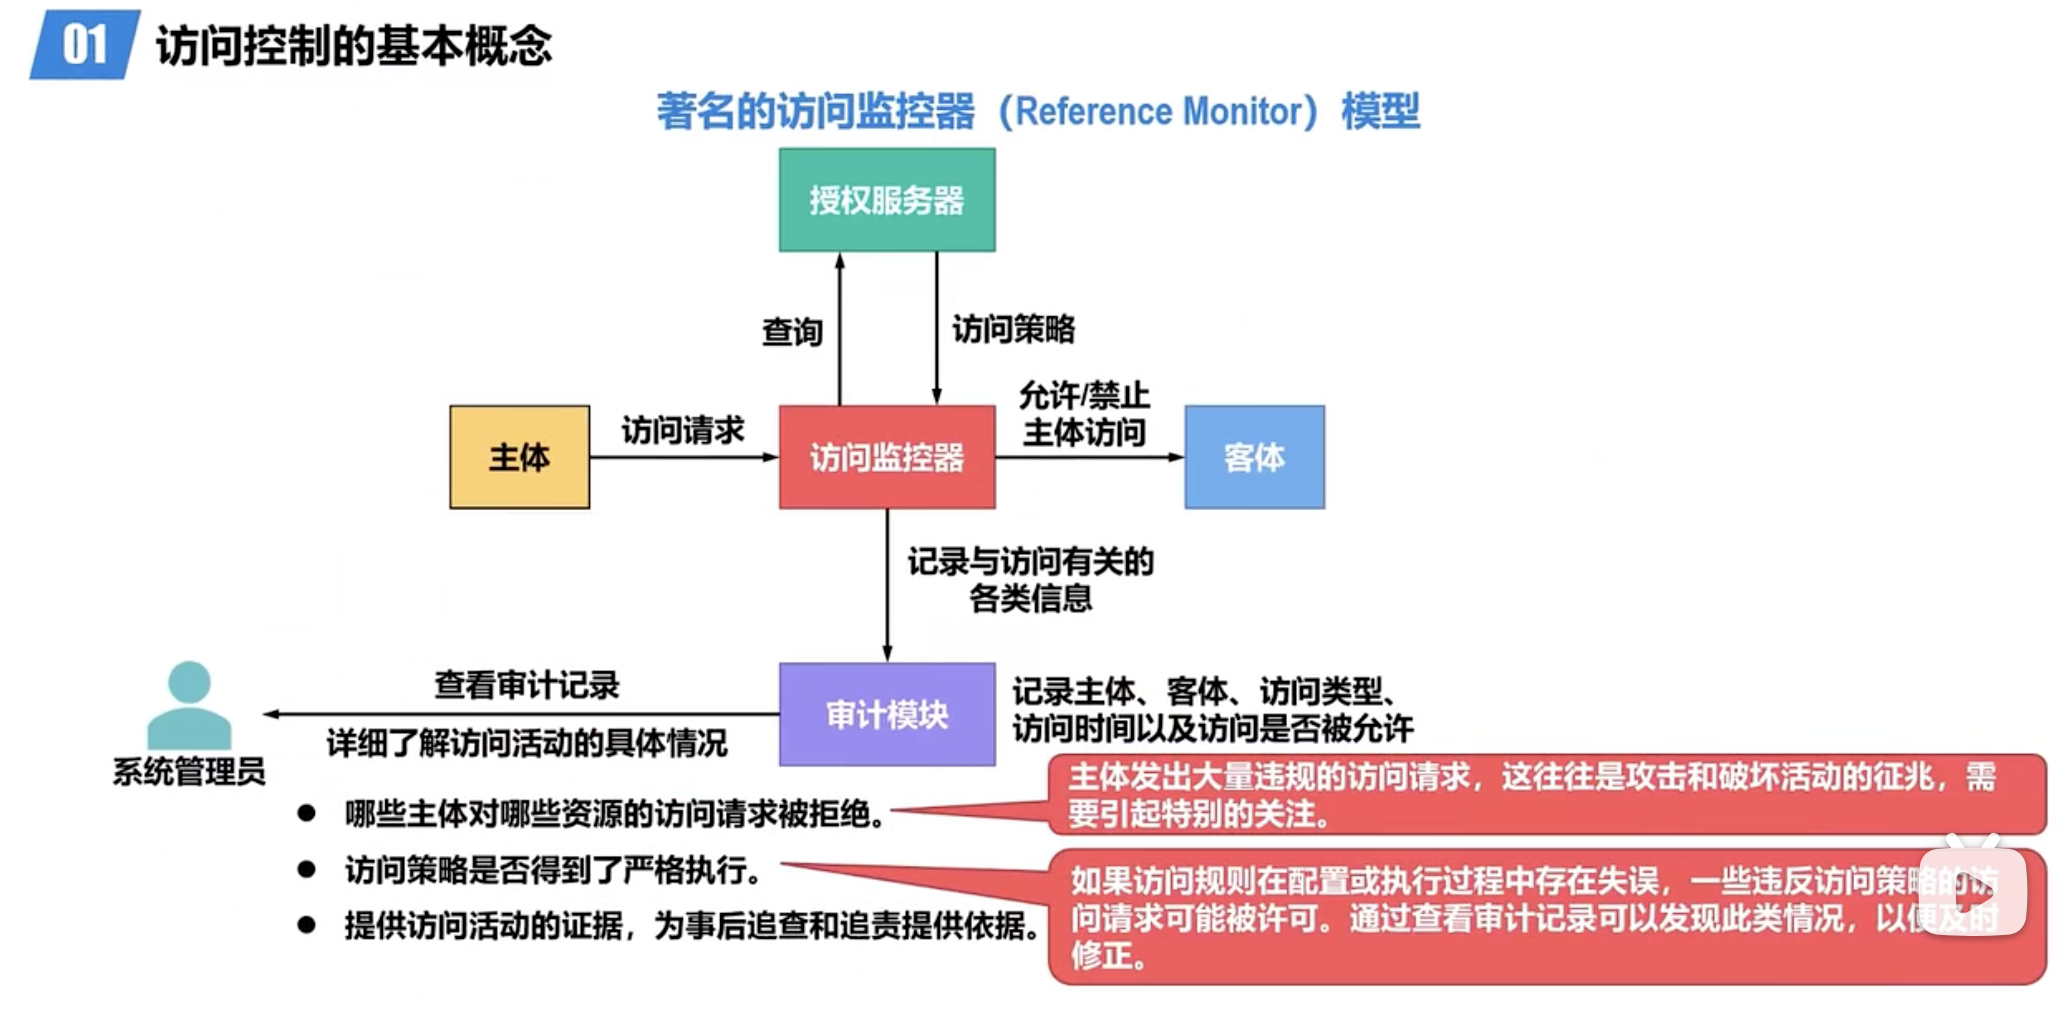 01
访问控制的基本概念
著名的访问监控器（Reference Monitor）模型
授权服务器
查询
访问策略
主体
访问请求
访问监控器
允许/禁止
主体访问
客体
记录与访问有关的
各类信息
系统管理员
查看审计记录
详细了解访问活动的具体情况
审计模块
记录主体、客体、访问类型、
访问时间以及访问是否被允许
● 哪些主体对哪些资源的访问请求被拒绝。
主体发出大量违规的访问请求，这往往是攻击和破坏活动的征兆，需
要引起特别的关注。
● 访问策略是否得到了严格执行。
如果访问规则在配置或执行过程中存在失误，一些违反访问策略的访
问请求可能被许可。通过查看审计记录可以发现此类情况，以便及时
修正。
● 提供访问活动的证据，为事后追查和追责提供依据。